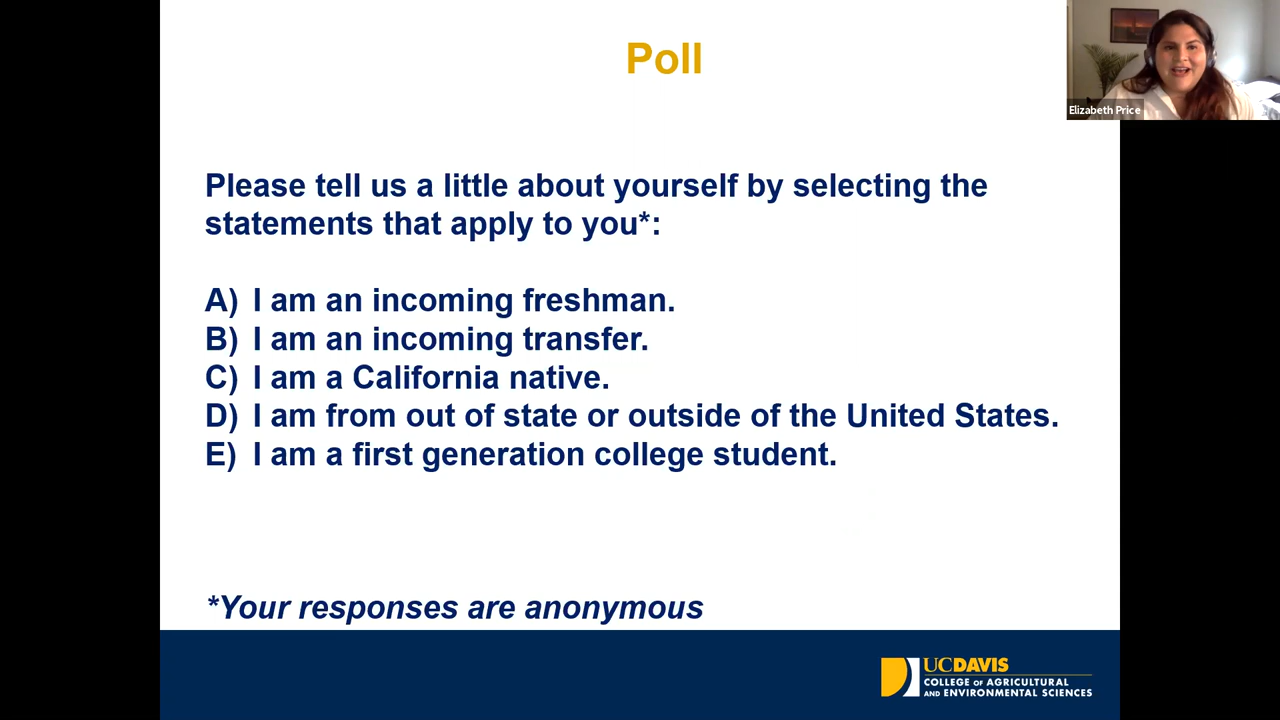 Poll
Elizabeth Price
Please tell us a little about yourself by selecting the
statements that apply to you*:
A) I am an incoming freshman.
B) I am an incoming transfer.
C) I am a California native.
D) I am from out of state or outside of the United States.
E) I am a first generation college student.
*Your responses are anonymous
UCDAVIS
COLLEGE OF AGRICULTURAL
AND ENVIRONMENTAL SCIENCES